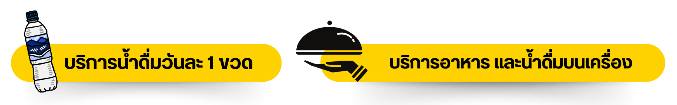 บริการน้ำดื่มวันละ 1 ขวด
บริการอาหาร และน้ำดื่มบนเครื่อง